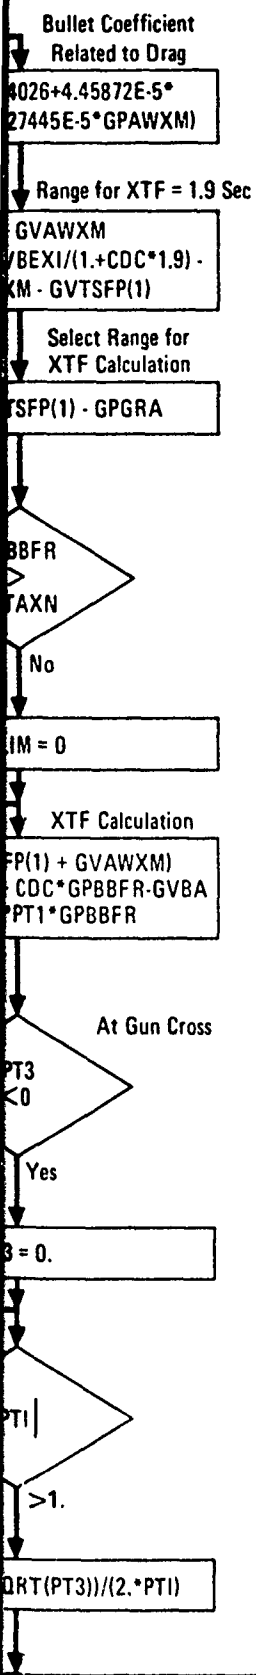 Bullet Coefficient
Related to Drag
4026+4.45872E-5*
27445E-5*GPAWXM)
Range for XTF = 1.9 Sec
GVAWXM
VBEXI/(1.+CDC*1.9) -
XM - GVTSFP(1)
Select Range for
XTF Calculation
TSFP(1) - GPGRA
BBFR
>
TAXN
No
IM = 0
XTF Calculation
FP(1) + GVAWXM)
CDC*GPBBFR-GVBA
*PT1*GPBBFR
At Gun Cross
PT3
<0
Yes
3 = 0.
PTI|
>1.
QRT(PT3))/(2.*PTI)